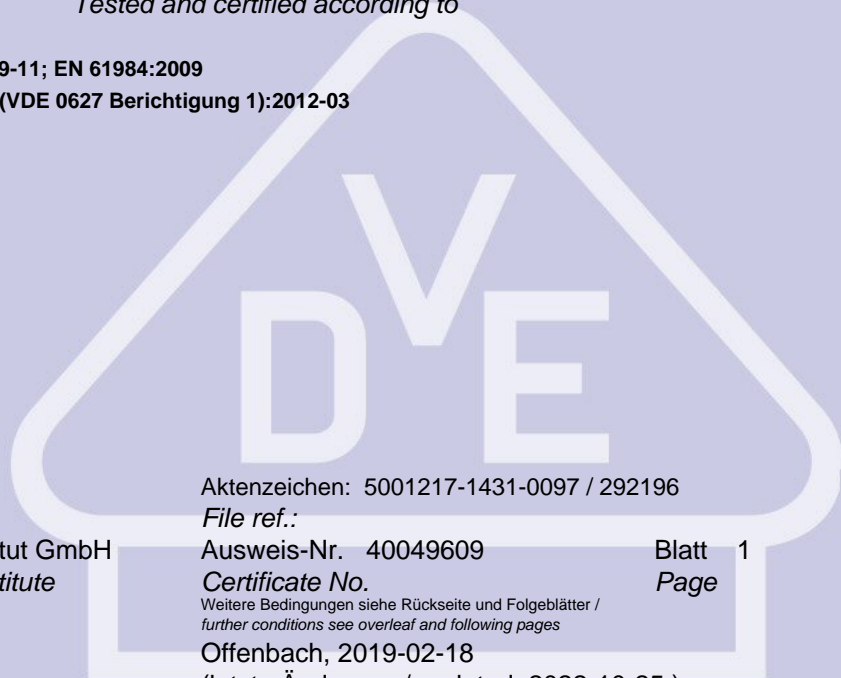 Tested and certified according to
9-11; EN 61984:2009
(VDE 0627 Berichtigung 1):2012-03
DVE
Aktenzeichen: 5001217-1431-0097 / 292196
File ref.:
tut GmbH Ausweis-Nr. 40049609 Blatt 1
titute Certificate No. Page
Weitere Bedingungen siehe Rückseite und Folgeblätter /
further conditions see overleaf and following pages
Offenbach, 2019-02-18